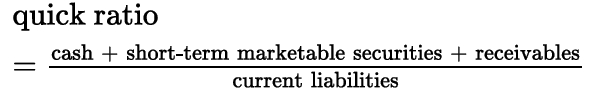 quick ratio
= cash + short-term marketable securities + receivables
current liabilities